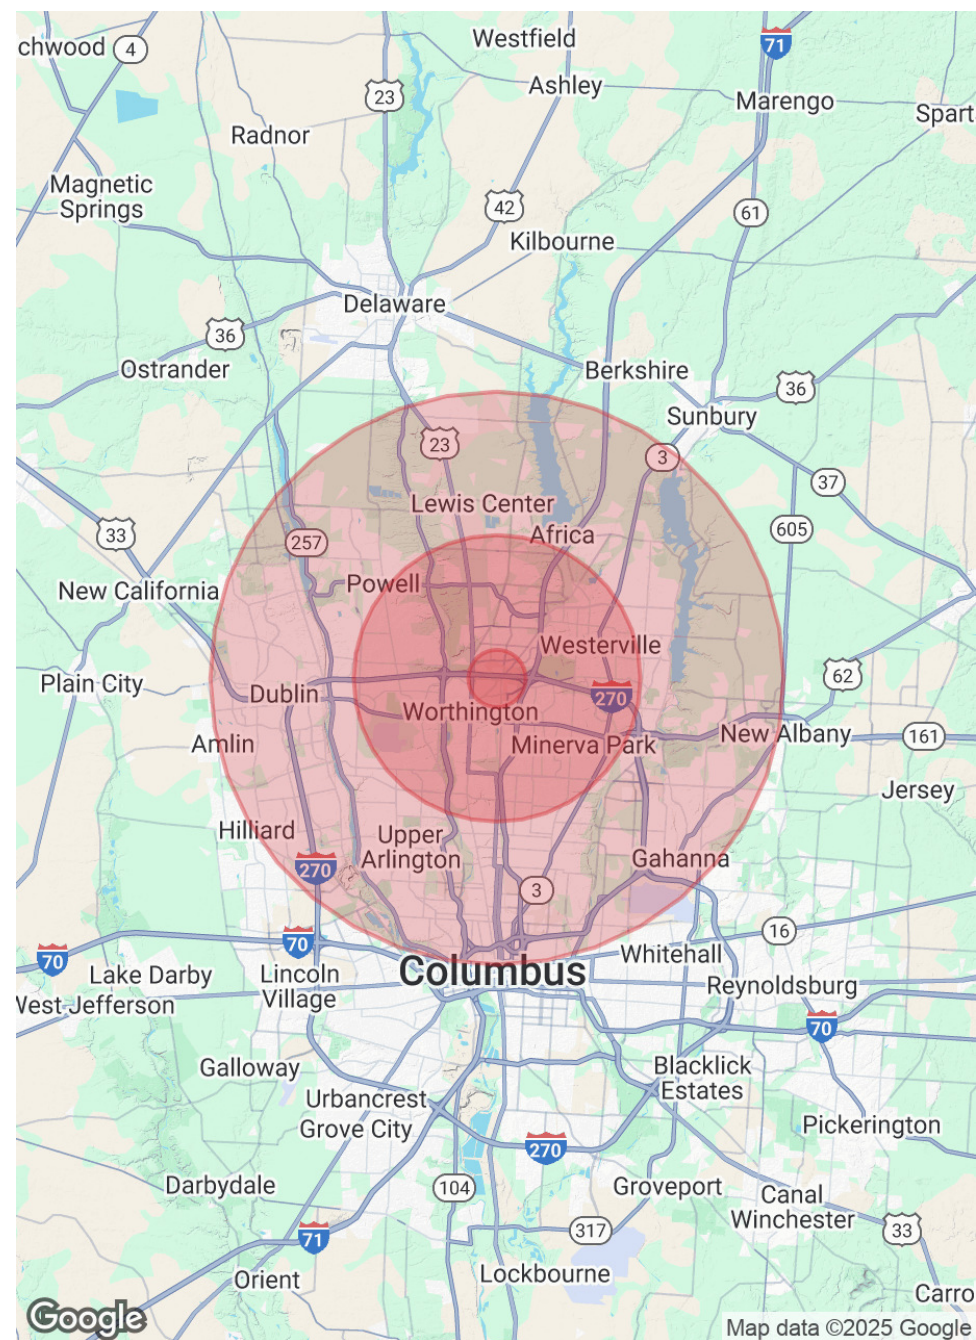 chwood
4
Westfield
71
23
Ashley
Marengo
Radnor
Magnetic
Springs
42
61
Kilbourne
Delaware
36
Ostrander
Berkshire
36
Sunbury
23
3
37
Lewis Center
33
257
Africa
605
New California
Powell
Westerville
Plain City
Dublin
270
62
Worthington
Amlin
Minerva Park
New Albany
161
Jersey
Hilliard
Upper
Arlington
Gahanna
270
3
70
70
16
Lake Darby
Lincoln
Village
Columbus
Whitehall
West-Jefferson
Reynoldsburg
70
Galloway
Blacklick
Estates
Urbancrest
Grove City
270
Pickerington
Darbydale
104
Groveport
Canal
Winchester
71
317
33
Orient
Lockbourne
Carro
Google
Map data ©2025 Google